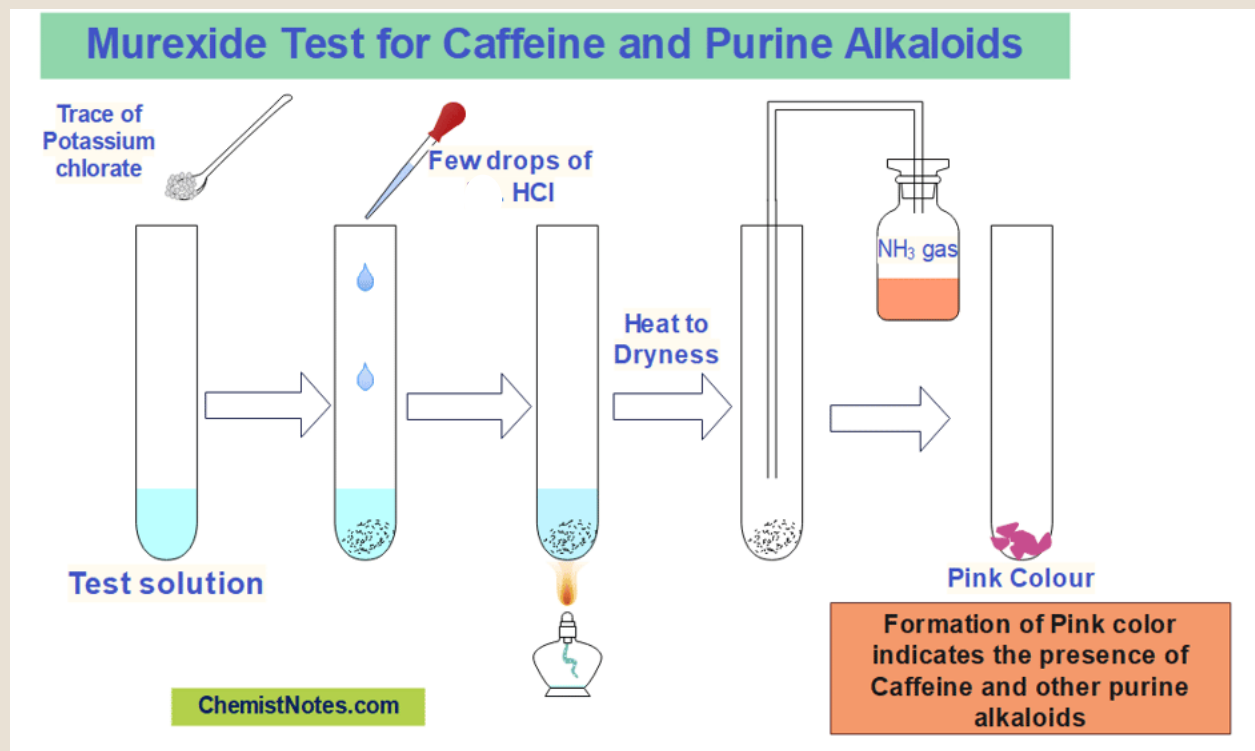 Murexide Test for Caffeine and Purine Alkaloids
Trace of
Potassium
chlorate
Few drops of
. HCl
NH₃ gas
Heat to
Dryness
Test solution
Pink Colour
Formation of Pink color
indicates the presence of
Caffeine and other purine
alkaloids
ChemistNotes.com